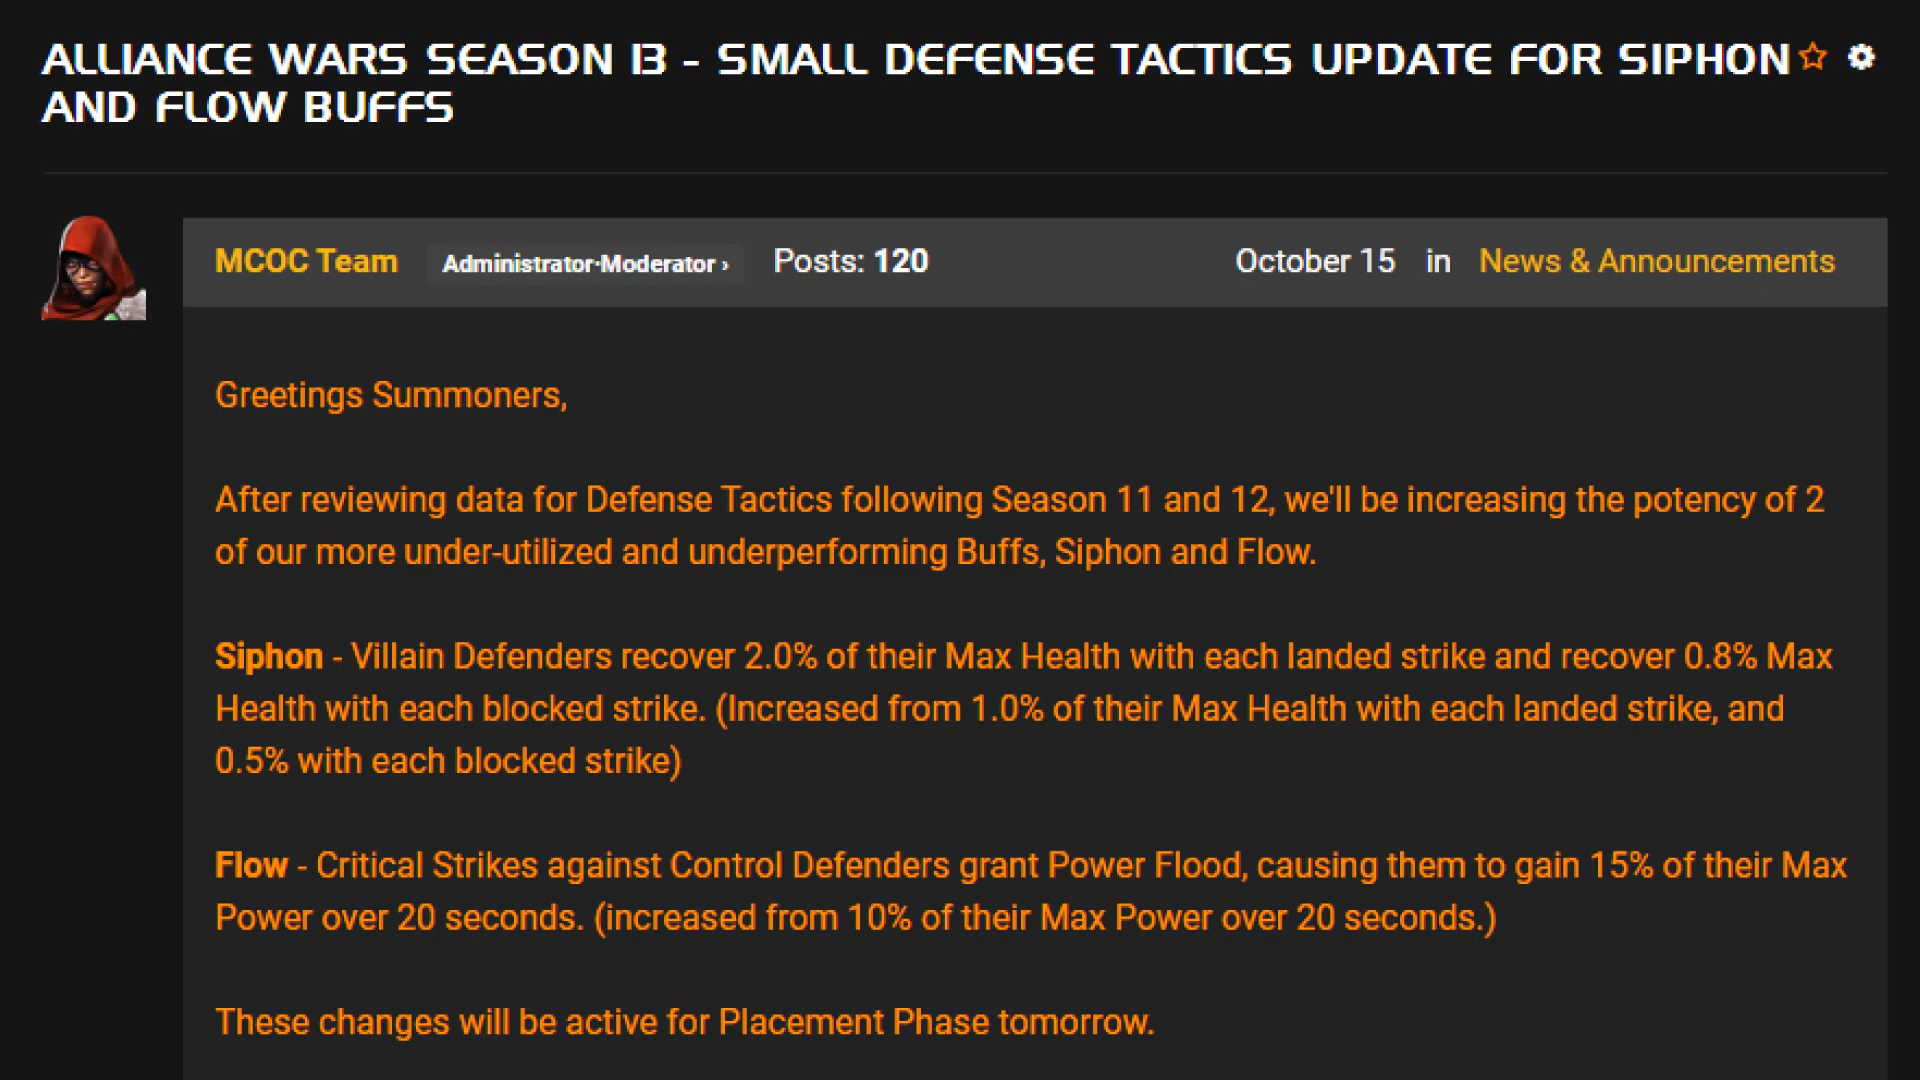 ALLIANCE WARS SEASON 13 - SMALL DEFENSE TACTICS UPDATE FOR SIPHON
AND FLOW BUFFS
MCOC Team Administrator·Moderator › Posts: 120 October 15 in News & Announcements
Greetings Summoners,
After reviewing data for Defense Tactics following Season 11 and 12, we'll be increasing the potency of 2
of our more under-utilized and underperforming Buffs, Siphon and Flow.
Siphon - Villain Defenders recover 2.0% of their Max Health with each landed strike and recover 0.8% Max
Health with each blocked strike. (Increased from 1.0% of their Max Health with each landed strike, and
0.5% with each blocked strike)
Flow - Critical Strikes against Control Defenders grant Power Flood, causing them to gain 15% of their Max
Power over 20 seconds. (increased from 10% of their Max Power over 20 seconds.)
These changes will be active for Placement Phase tomorrow.